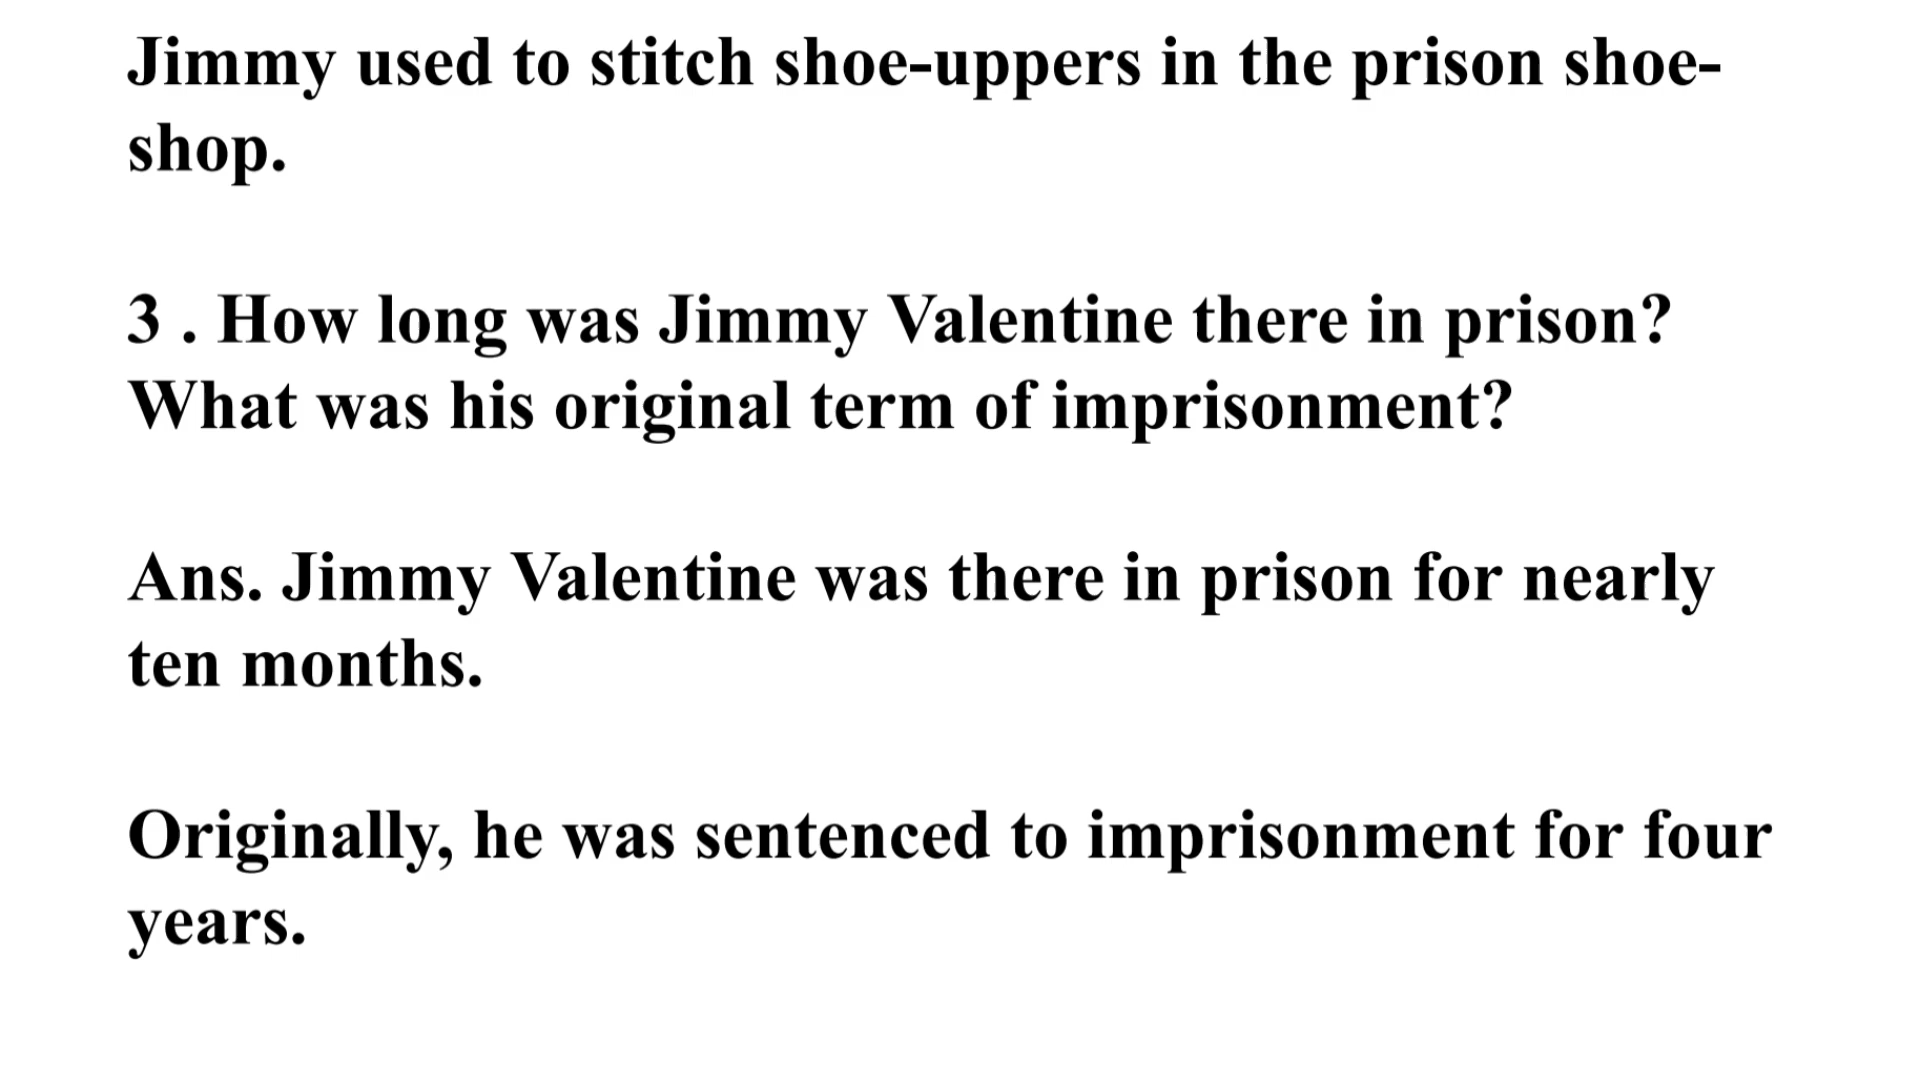 Jimmy used to stitch shoe-uppers in the prison shoe-
shop.
3 . How long was Jimmy Valentine there in prison?
What was his original term of imprisonment?
Ans. Jimmy Valentine was there in prison for nearly
ten months.
Originally, he was sentenced to imprisonment for four
years.